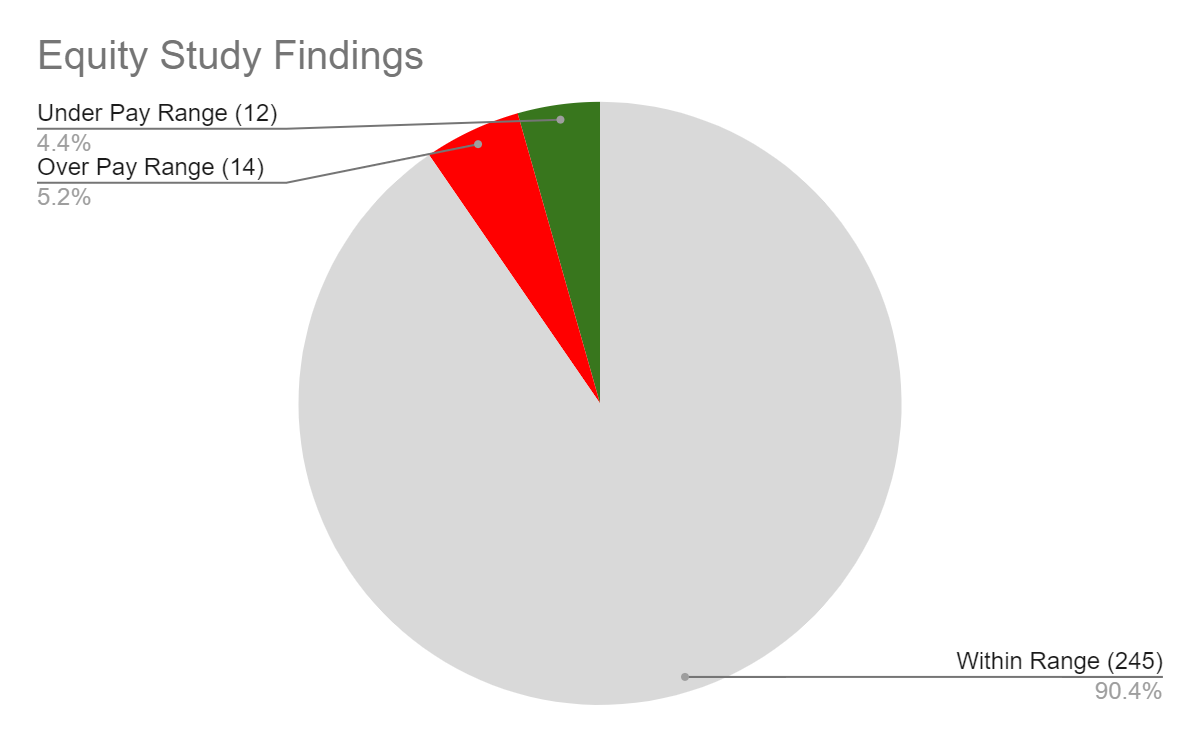 Equity Study Findings
Under Pay Range (12)
4.4%
Over Pay Range (14)
5.2%
Within Range (245)
90.4%